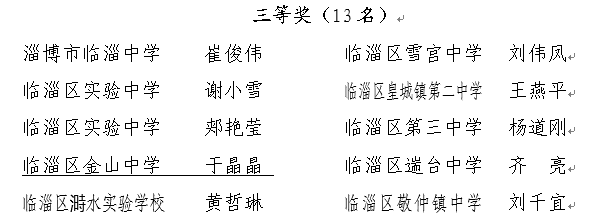 三等奖（13名）
淄博市临淄中学 崔俊伟 临淄区雪宫中学 刘伟凤
临淄区实验中学 谢小雪 临淄区皇城镇第二中学 王燕平
临淄区实验中学 郏艳莹 临淄区第三中学 杨道刚
临淄区金山中学 于晶晶 临淄区遄台中学 齐 亮
临淄区溡水实验学校 黄哲琳 临淄区敬仲镇中学 刘千宜